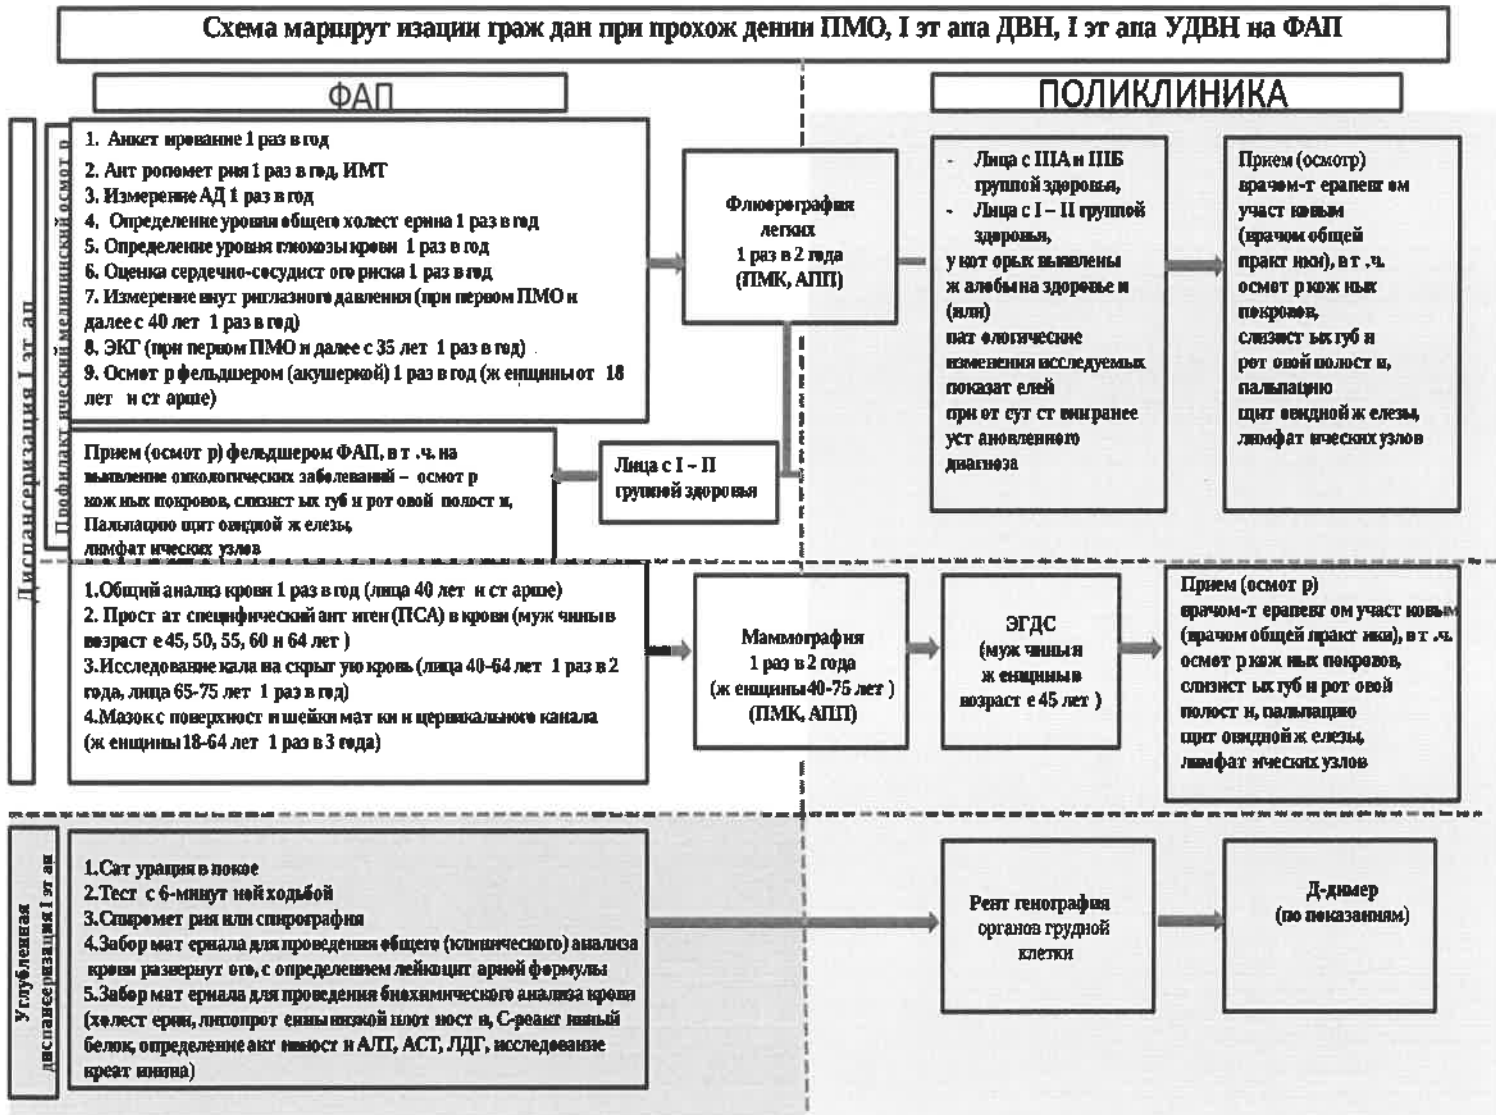 Схема маршрутизации граждан при прохождении ПМО, I этапа ДВН, I этапа УДВН на ФАП
ФАП
ПОЛИКЛИНИКА
Диспансеризация I этап
Профилактический медицинский осмотр
1. Анкетирование 1 раз в год
2. Антропометрия 1 раз в год, ИМТ
3. Измерение АД 1 раз в год
4. Определение уровня общего холестерина 1 раз в год
5. Определение уровня глюкозы крови 1 раз в год
6. Оценка сердечно-сосудистого риска 1 раз в год
7. Измерение внутриглазного давления (при первом ПМО и
далее с 40 лет 1 раз в год)
8. ЭКГ (при первом ПМО и далее с 35 лет 1 раз в год)
9. Осмотр фельдшером (акушеркой) 1 раз в год (женщины от 18
лет и старше)
Флюорография
легких
1 раз в 2 года
(ПМК, АПП)
- Лица с IIIА и IIIБ
группой здоровья,
- Лица с I – II группой
здоровья,
у которых выявлены
жалобы на здоровье и
(или)
патологические
изменения исследуемых
показателей
при отсутствии ранее
установленного
диагноза
Прием (осмотр)
врачом-терапевтом
участковым
(врачом общей
практики), в т.ч.
осмотр кожных
покровов,
слизистых губ и
ротовой полости,
пальпацию
щитовидной железы,
лимфатических узлов
Прием (осмотр) фельдшером ФАП, в т.ч. на
выявление онкологических заболеваний – осмотр
кожных покровов, слизистых губ и ротовой полости,
Пальпацию щитовидной железы,
лимфатических узлов
Лица с I – II
группой здоровья
1.Общий анализ крови 1 раз в год (лица 40 лет и старше)
2. Простат специфический антиген (ПСА) в крови (мужчины в
возрасте 45, 50, 55, 60 и 64 лет)
3.Исследование кала на скрытую кровь (лица 40-64 лет 1 раз в 2
года, лица 65-75 лет 1 раз в год)
4.Мазок с поверхности шейки матки и цервикального канала
(женщины 18-64 лет 1 раз в 3 года)
Маммография
1 раз в 2 года
(женщины 40-75 лет)
(ПМК, АПП)
ЭГДС
(мужчины и
женщины в
возрасте 45 лет)
Прием (осмотр)
врачом-терапевтом участковым
(врачом общей практики), в т.ч.
осмотр кожных покровов,
слизистых губ и ротовой
полости, пальпацию
щитовидной железы,
лимфатических узлов
Углубленная
диспансеризация I этап
1.Сатурация в покое
2.Тест с 6-минутной ходьбой
3.Спирометрия или спирография
4.Забор материала для проведения общего (клинического) анализа
крови развернутого, с определением лейкоцитарной формулы
5.Забор материала для проведения биохимического анализа крови
(холестерин, липопротеины низкой плотности, С-реактивный
белок, определение активности АЛТ, АСТ, ЛДГ, исследование
креатинина)
Рентгенография
органов грудной
клетки
Д-димер
(по показаниям)